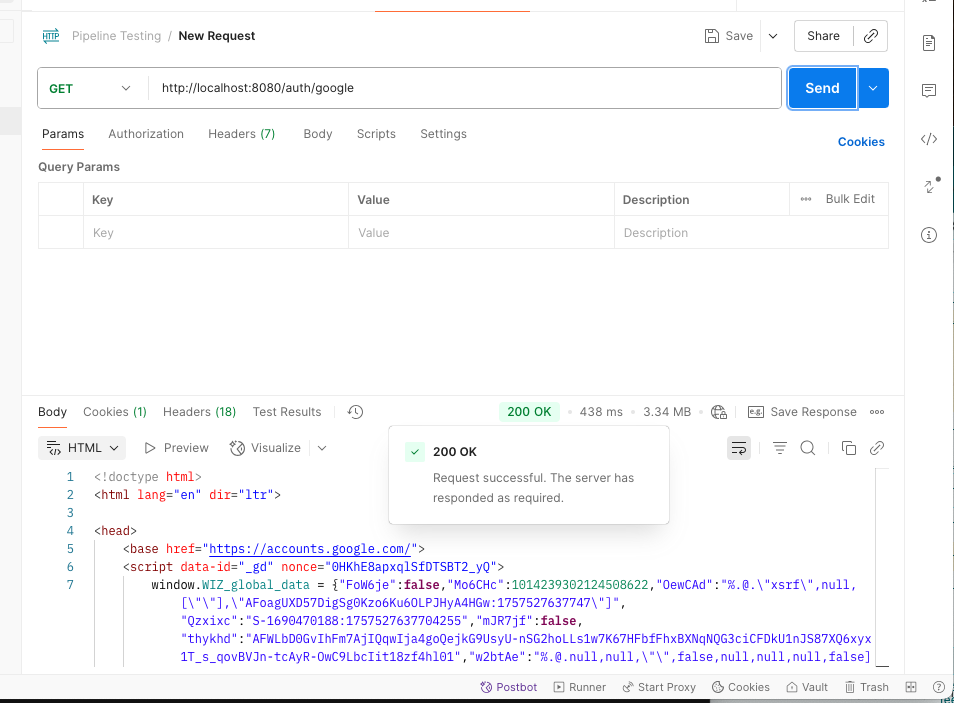 HTTP Pipeline Testing / New Request Save Share
GET http://localhost:8080/auth/google Send
Params Authorization Headers (7) Body Scripts Settings Cookies
Query Params
Key Value Description Bulk Edit
Key Value Description
Body Cookies (1) Headers (18) Test Results 200 OK 438 ms 3.34 MB Save Response
HTML Preview Visualize
200 OK
Request successful. The server has
responded as required.
1 <!doctype html>
2 <html lang="en" dir="ltr">
3
4 <head>
5 <base href="https://accounts.google.com/">
6 <script data-id="_gd" nonce="0HKhE8apxqlSfDTSBT2_yQ">
7 window.WIZ_global_data = {"FoW6je":false,"Mo6CHc":1014239302124508622,"OewCAd":"%.@.\"xsrf\",null,
[\"\"],\"AFoagUXD57DigSg0Kzo6Ku6OLPJHyA4HGw:1757527637747\"]",
"Qzxixc":"S-1690470188:1757527637704255","mJR7jf":false,
"thykhd":"AFWLbD0GvIhFm7AjIQqwIja4goQejkG9UsyU-nSG2hoLLs1w7K67HFbfFhxBXNqNQG3ciCFDkU1nJS87XQ6xyx
1T_s_qovBVJn-tcAyR-OwC9LbcIit18zf4hl01","w2btAe":"%.@.null,null,\"\",false,null,null,null,false]
Postbot Runner Start Proxy Cookies Vault Trash